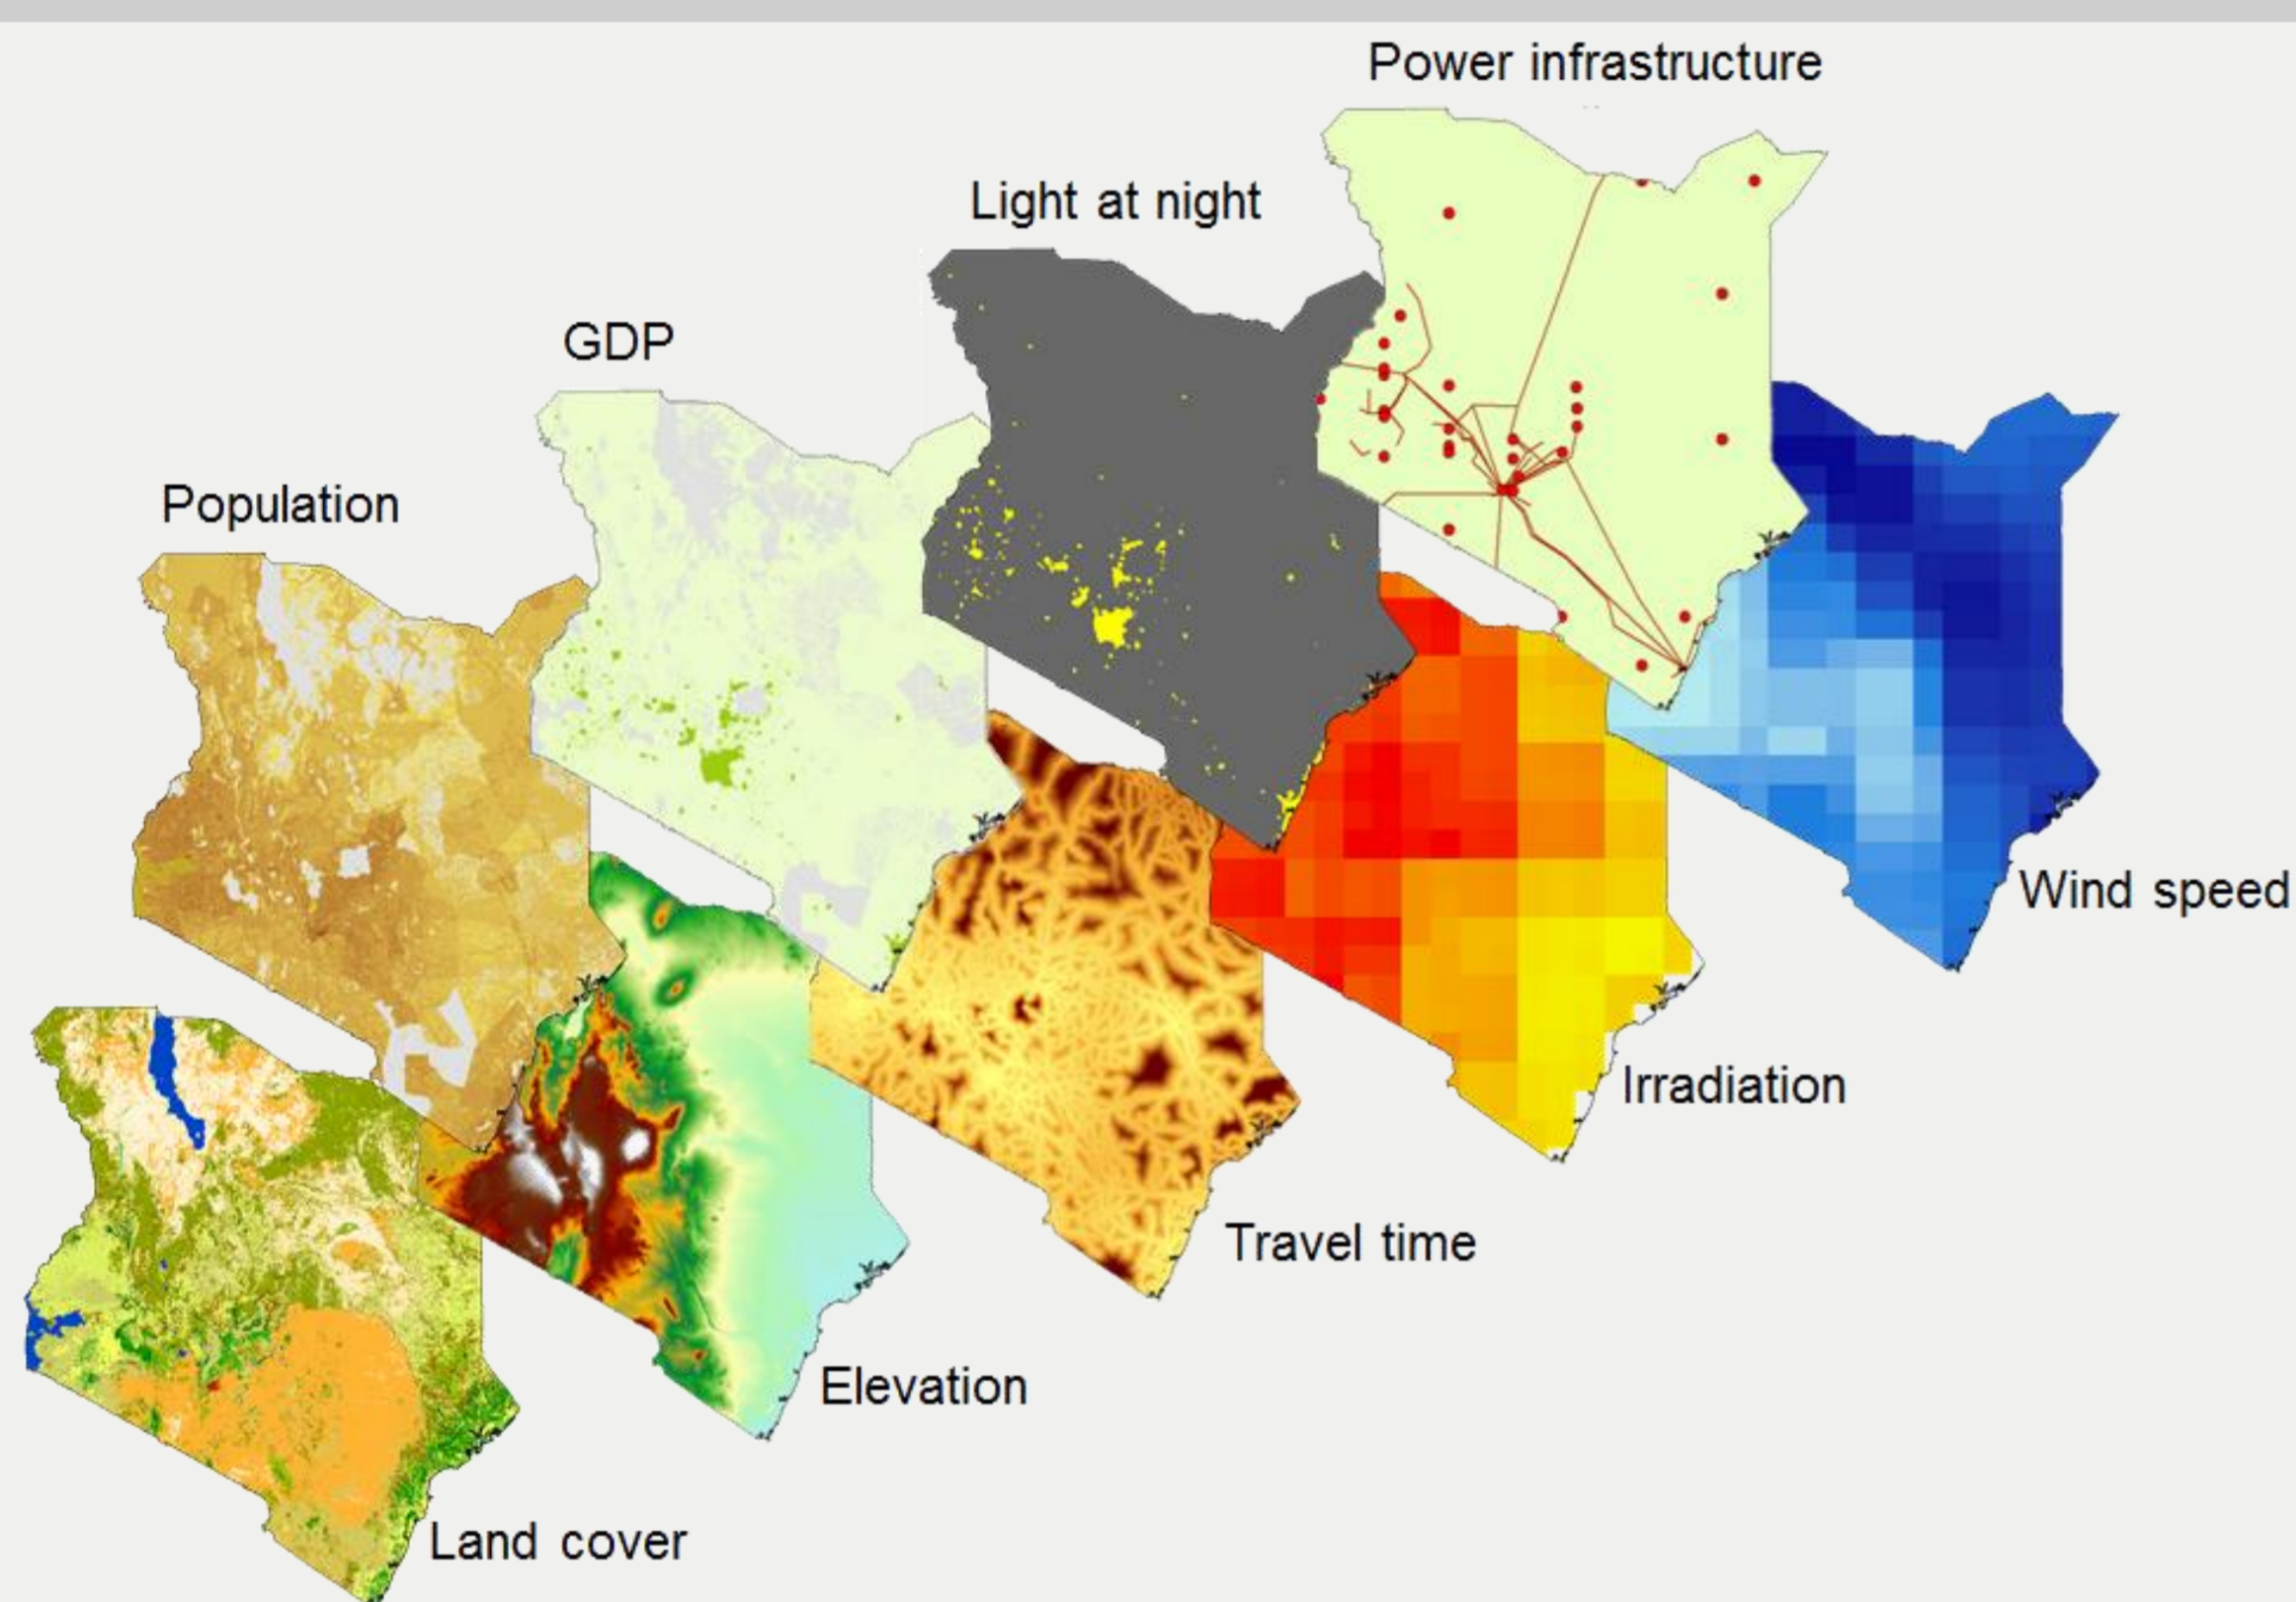 Power infrastructure
Light at night
GDP
Population
Wind speed
Irradiation
Travel time
Elevation
Land cover